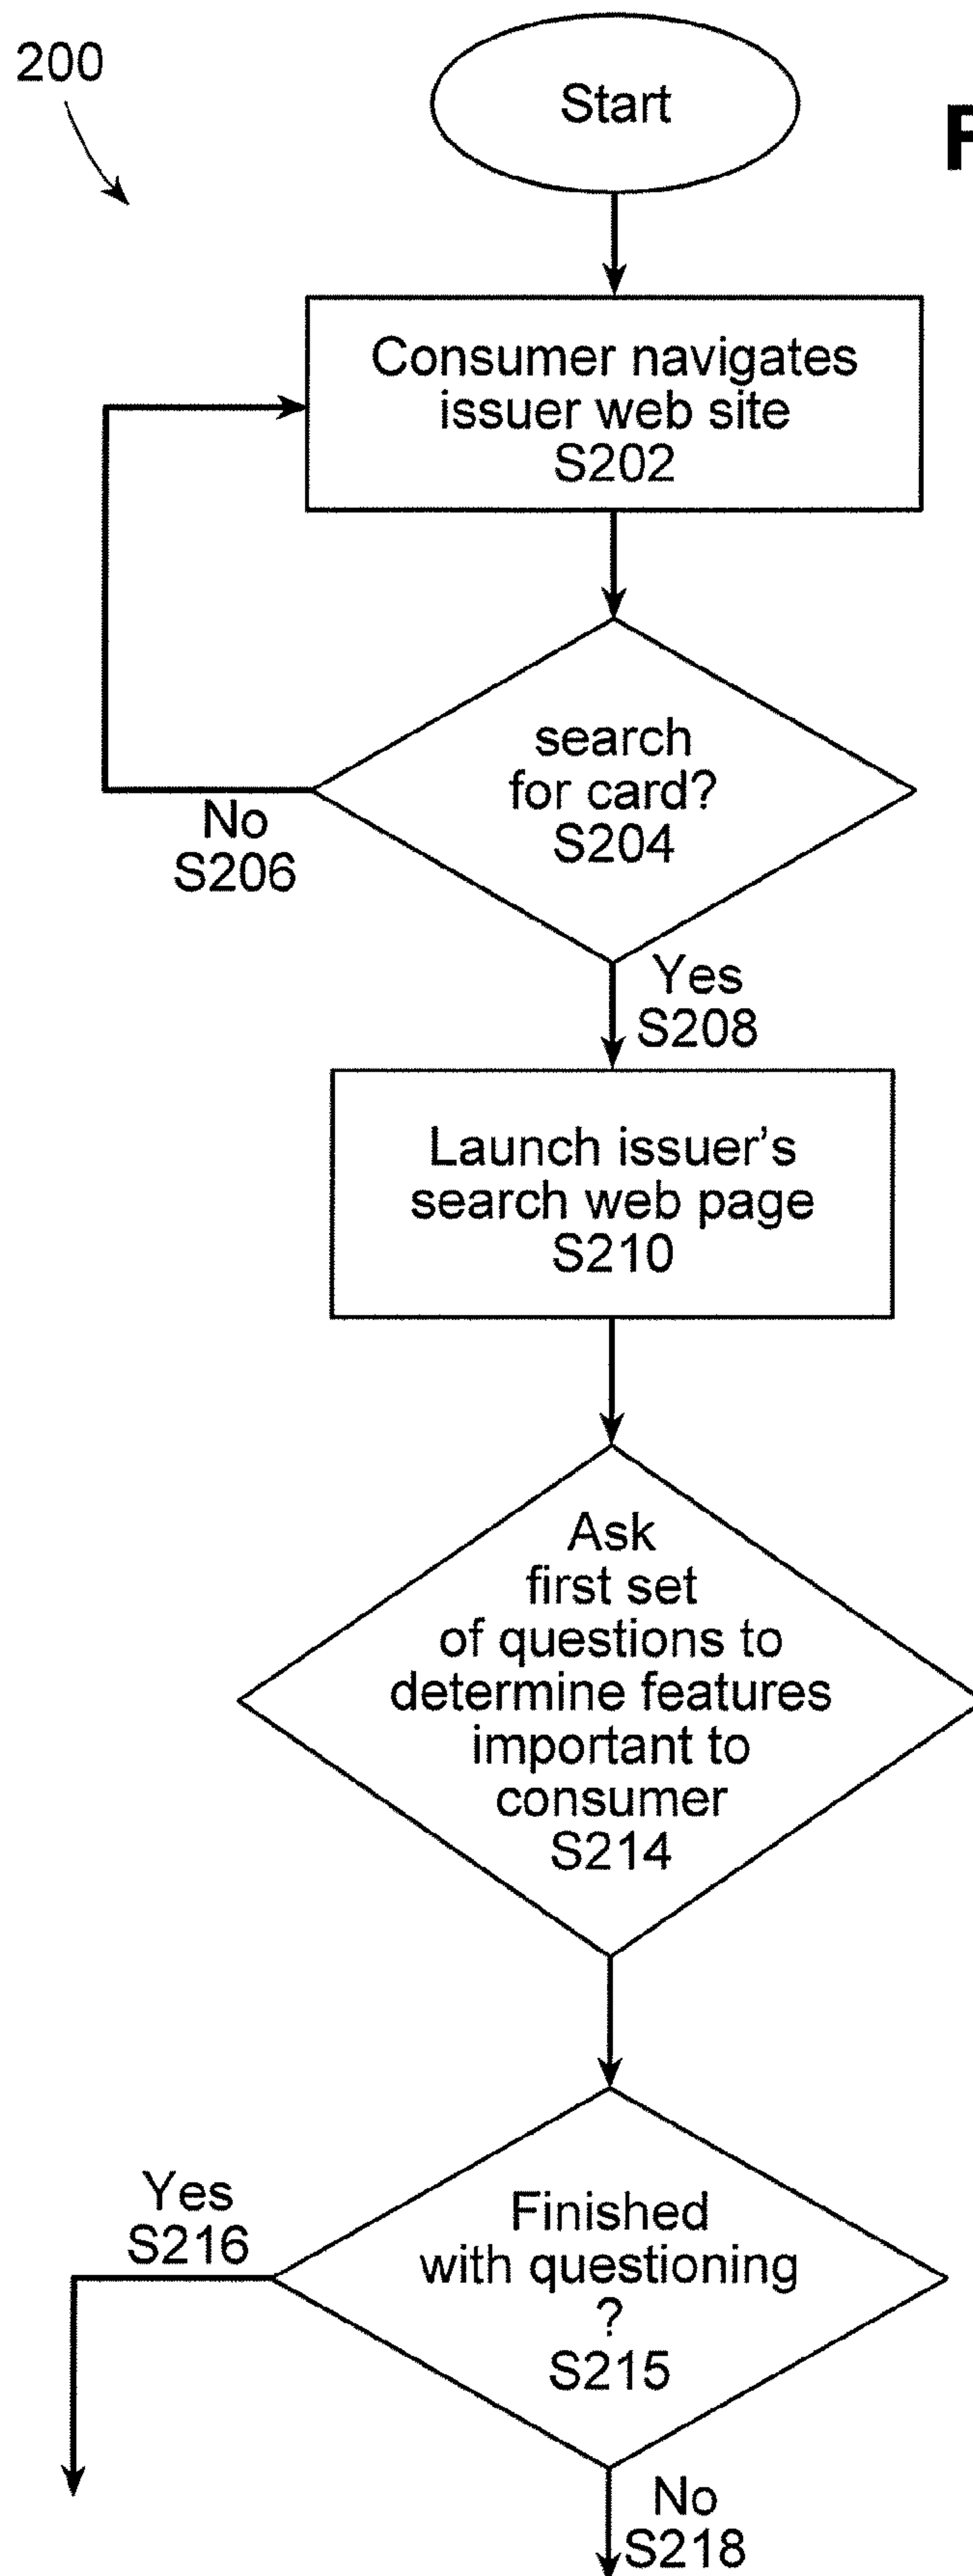 200
Start
Consumer navigates
issuer web site
S202
search
for card?
S204
No
S206
Yes
S208
Launch issuer’s
search web page
S210
Ask
first set
of questions to
determine features
important to
consumer
S214
Yes
S216
Finished
with questioning
?
S215
No
S218